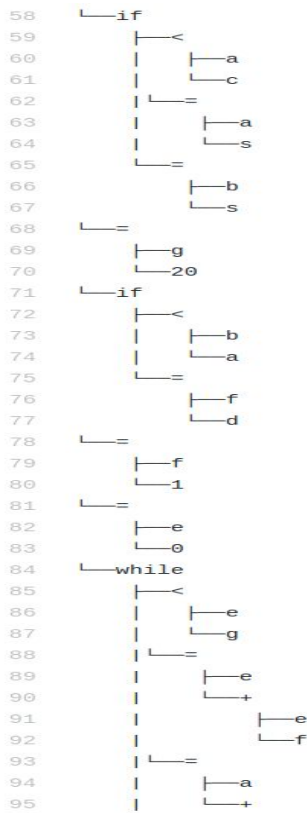 58 └──if
59 ├──<
60 | ├──a
61 | └──c
62 | └──=
63 | ├──a
64 | └──s
65 └──=
66 ├──b
67 └──s
68 └──=
69 ├──g
70 └──20
71 └──if
72 ├──<
73 | ├──b
74 | └──a
75 └──=
76 ├──f
77 └──d
78 └──=
79 ├──f
80 └──1
81 └──=
82 ├──e
83 └──0
84 └──while
85 ├──<
86 | ├──e
87 | └──g
88 | └──=
89 | ├──e
90 | └──+
91 | ├──e
92 | └──f
93 | └──=
94 | ├──a
95 | └──+